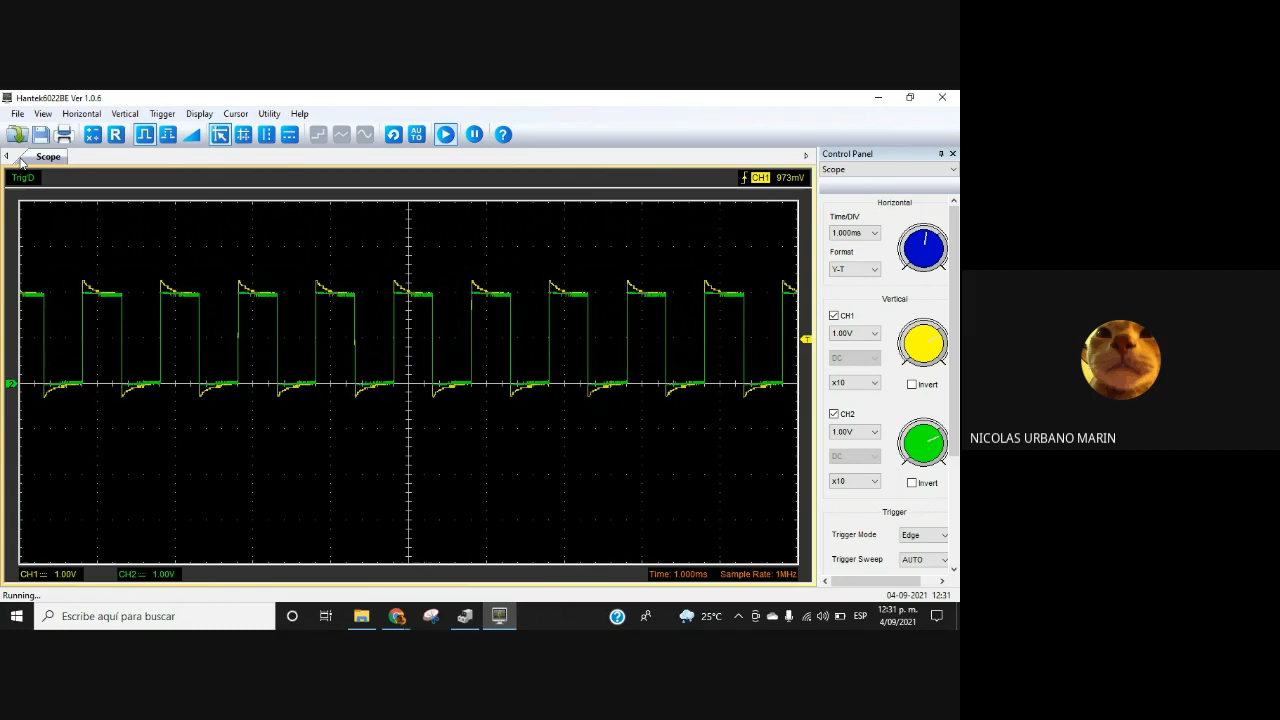 Hantek6022BE Ver 1.0.6
File View Horizontal Vertical Trigger Display Cursor Utility Help
R AUTO ?
Scope
Trig'D CH1 973mV
T
2
CH1 1.00V CH2 1.00V Time: 1.000ms Sample Rate: 1MHz
Control Panel
Scope
Horizontal
Time/DIV
1.000ms
Format
Y-T
Vertical
CH1
1.00V
DC
x10
Invert
CH2
1.00V
DC
x10
Invert
Trigger
Trigger Mode Edge
Trigger Sweep AUTO
Running... 04-09-2021 12:31
Escribe aquí para buscar 25°C ESP 12:31 p. m.
4/09/2021
NICOLAS URBANO MARIN